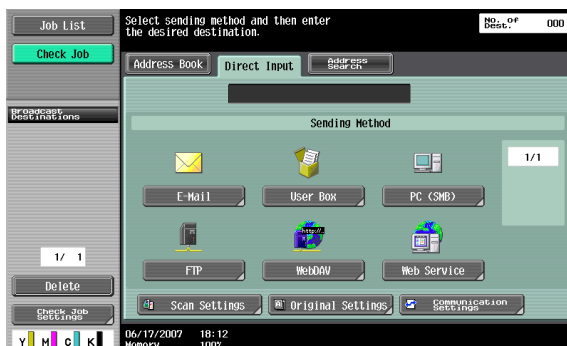 Job List
Check Job
Broadcast
Destinations
1/ 1
Delete
Check Job
Settings
Y M C K
Select sending method and then enter
the desired destination.
No. of
Dest. 000
Address Book
Direct Input
Address
Search
Sending Method
1/1
E-Mail
User Box
PC (SMB)
http://.
FTP
WebDAV
Web Service
Scan Settings
Original Settings
Communication
Settings
06/17/2007 18:12
Memory 100%